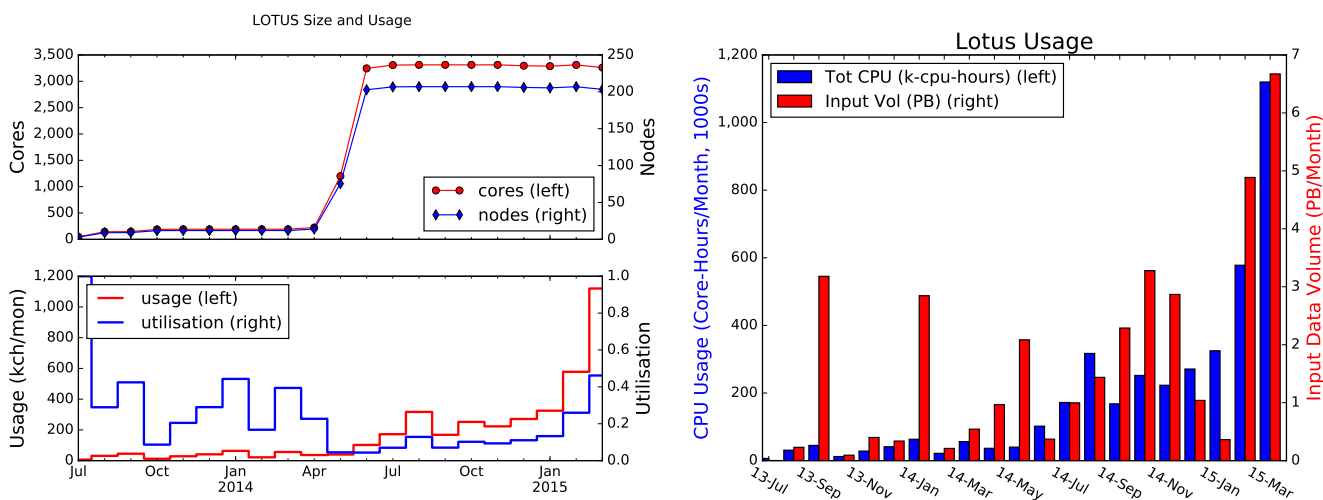 LOTUS Size and Usage
3,500
3,000
2,500
2,000
1,500
1,000
500
0
Cores
250
200
150
100
50
0
Nodes
cores (left)
nodes (right)
1,200
1,000
800
600
400
200
0
Usage (kch/mon)
1.0
0.8
0.6
0.4
0.2
0.0
Utilisation
usage (left)
utilisation (right)
Jul
Oct
Jan
2014
Apr
Jul
Oct
Jan
2015
Lotus Usage
1,200
1,000
800
600
400
200
0
CPU Usage (Core-Hours/Month, 1000s)
Tot CPU (k-cpu-hours) (left)
Input Vol (PB) (right)
7
6
5
4
3
2
1
0
Input Data Volume (PB/Month)
13-Jul
13-Sep
13-Nov
14-Jan
14-Mar
14-May
14-Jul
14-Sep
14-Nov
15-Jan
15-Mar